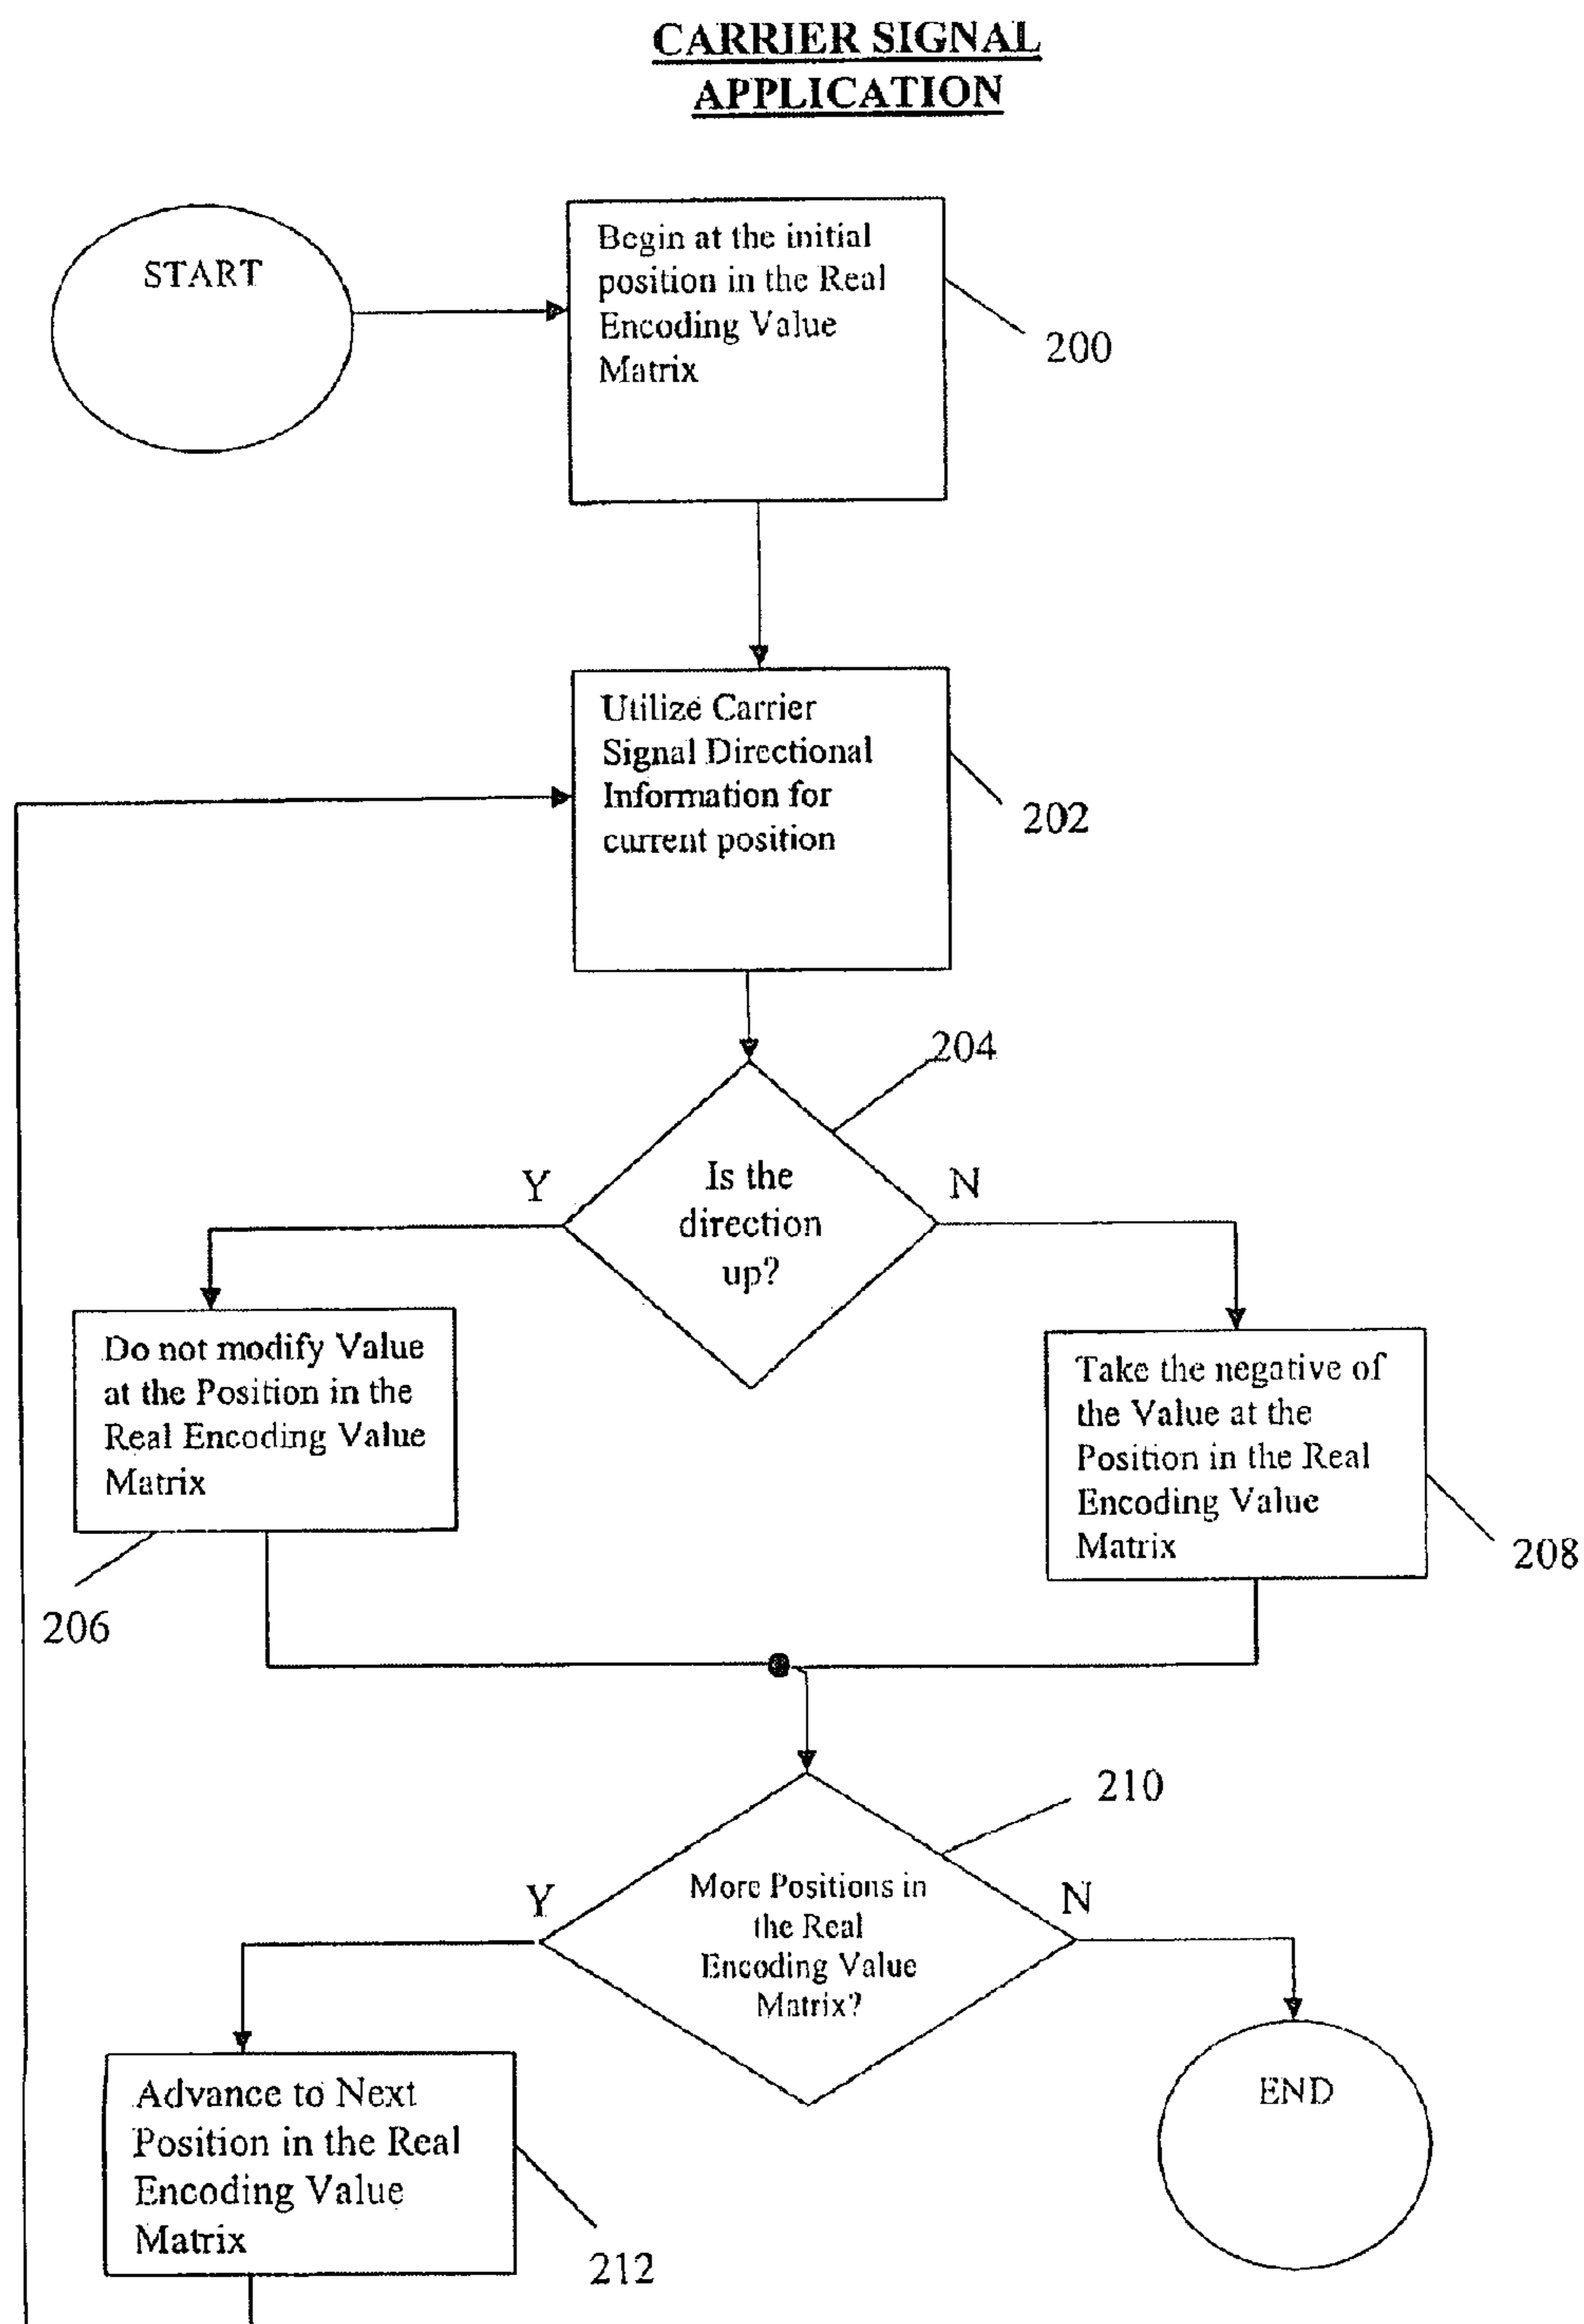 CARRIER SIGNAL
APPLICATION
START
Begin at the initial
position in the Real
Encoding Value
Matrix
200
Utilize Carrier
Signal Directional
Information for
current position
202
204
Y
Is the
direction
up?
N
Do not modify Value
at the Position in the
Real Encoding Value
Matrix
206
Take the negative of
the Value at the
Position in the Real
Encoding Value
Matrix
208
210
Y
More Positions in
the Real
Encoding Value
Matrix?
N
Advance to Next
Position in the Real
Encoding Value
Matrix
212
END